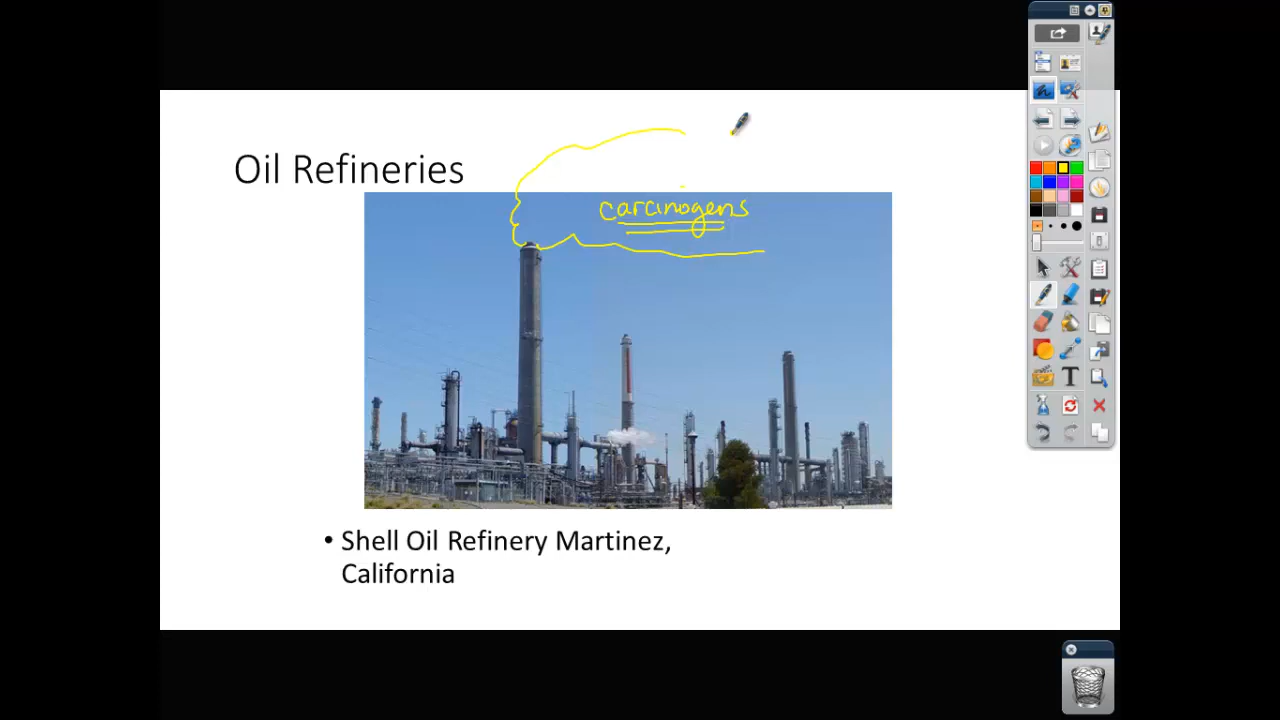 Oil Refineries
carcinogens
• Shell Oil Refinery Martinez,
California